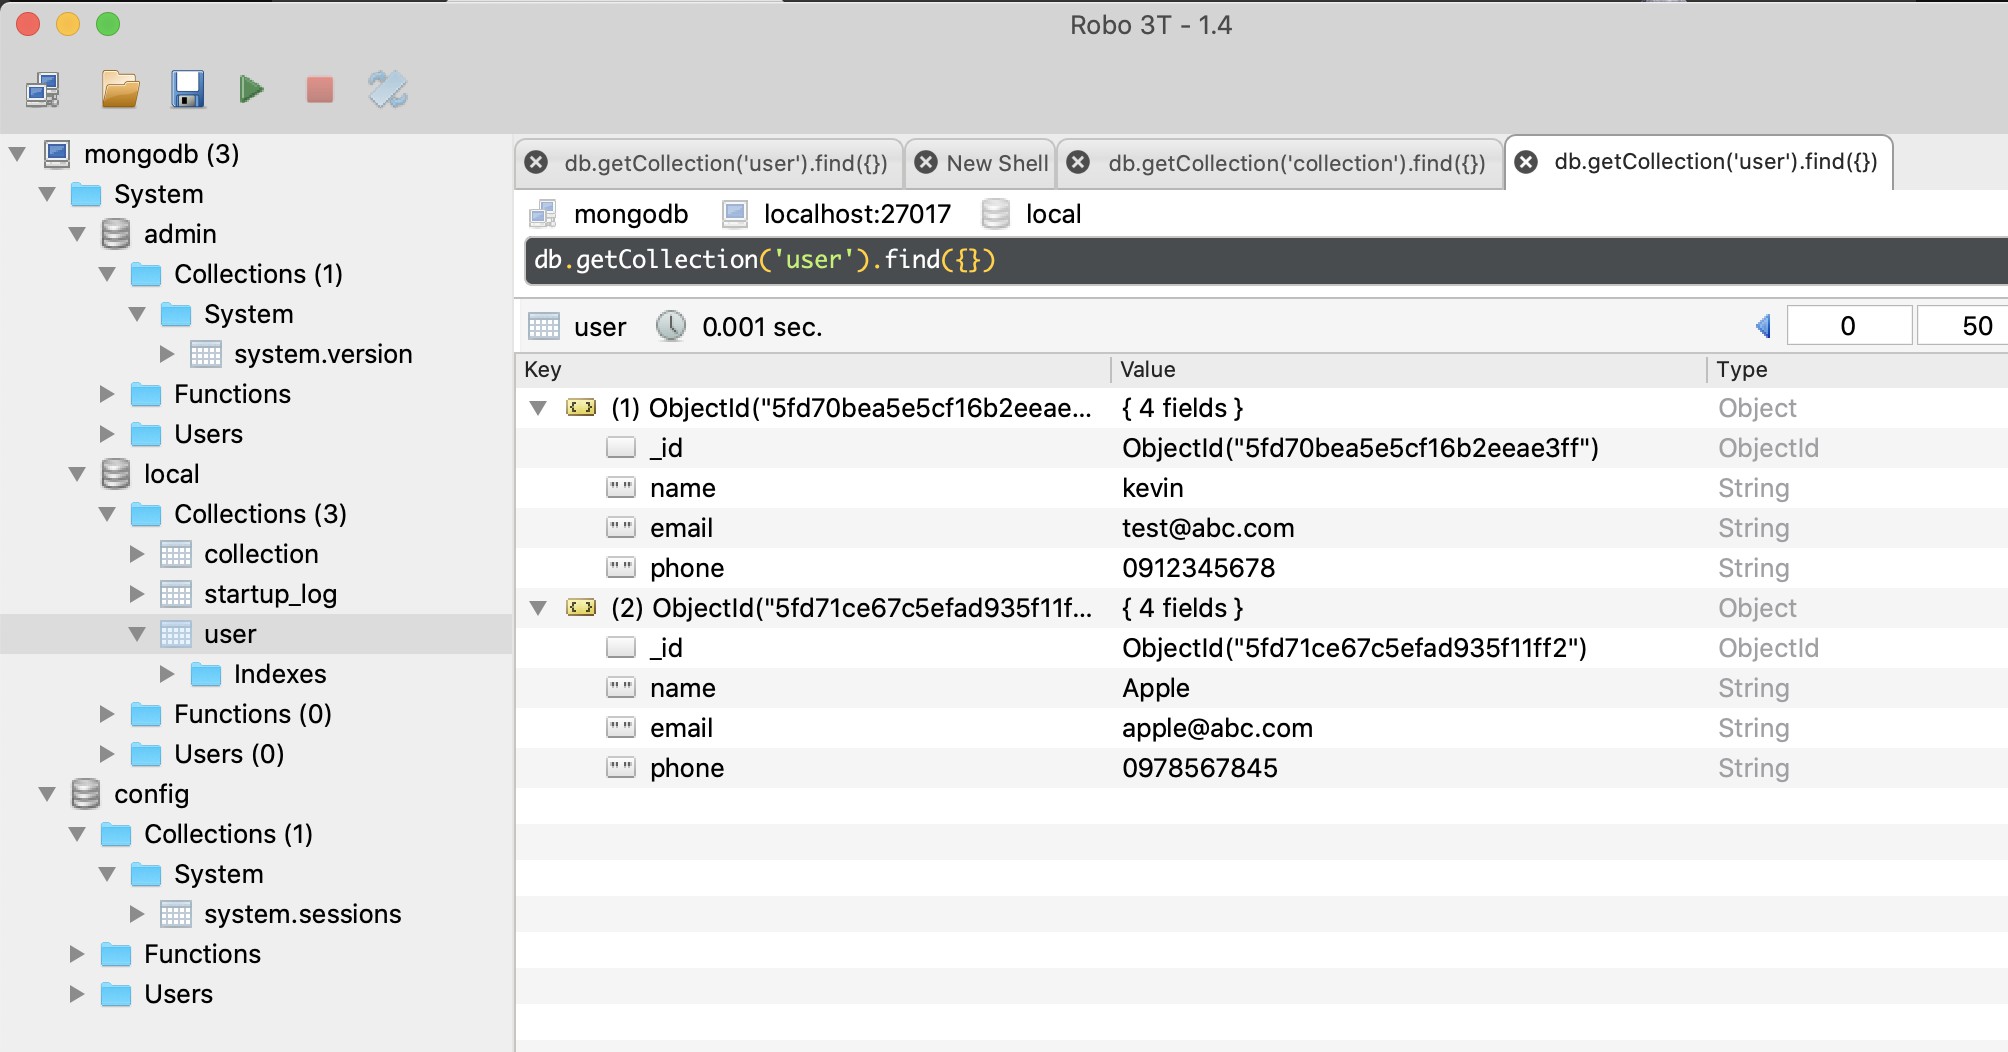 Robo 3T - 1.4
mongodb (3)
System
admin
Collections (1)
System
system.version
Functions
Users
local
Collections (3)
collection
startup_log
user
Indexes
Functions (0)
Users (0)
config
Collections (1)
System
system.sessions
Functions
Users
db.getCollection('user').find({}) New Shell db.getCollection('collection').find({}) db.getCollection('user').find({})
mongodb localhost:27017 local
db.getCollection('user').find({})
user 0.001 sec. 0 50
Key Value Type
(1) ObjectId("5fd70bea5e5cf16b2eeae... { 4 fields } Object
_id ObjectId("5fd70bea5e5cf16b2eeae3ff") ObjectId
name kevin String
email test@abc.com String
phone 0912345678 String
(2) ObjectId("5fd71ce67c5efad935f11f... { 4 fields } Object
_id ObjectId("5fd71ce67c5efad935f11ff2") ObjectId
name Apple String
email apple@abc.com String
phone 0978567845 String